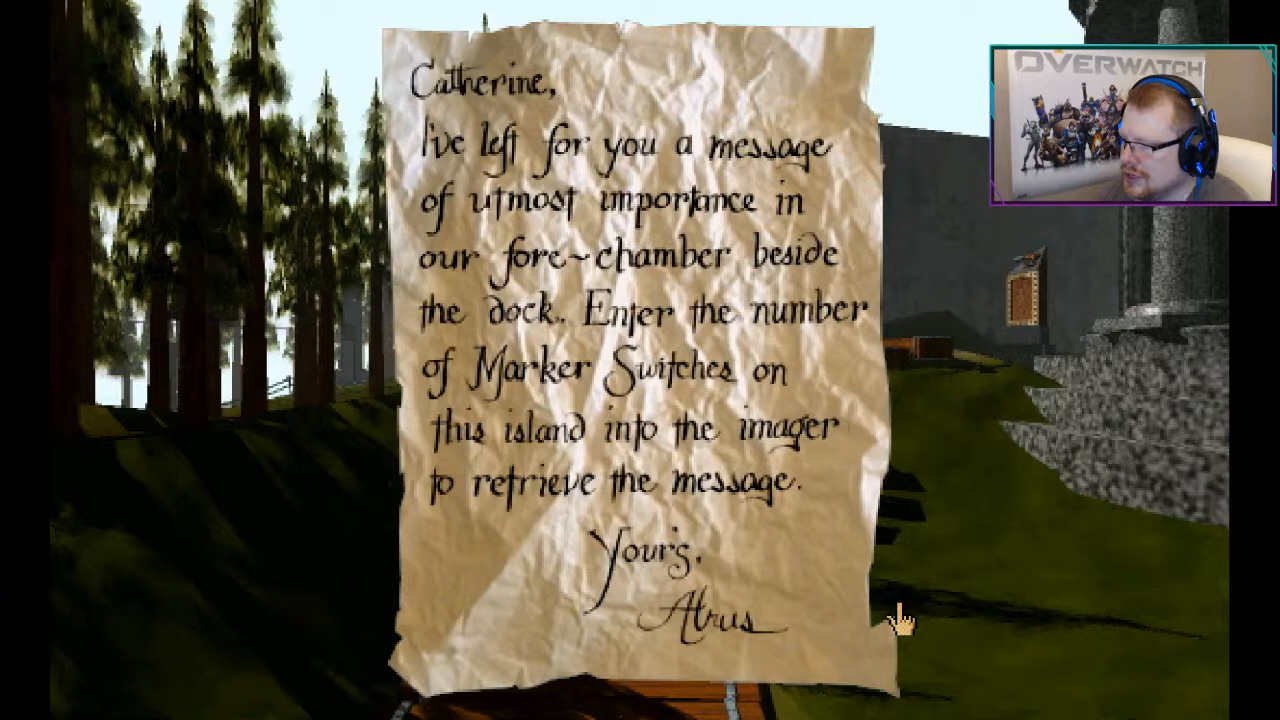 OVERWATCH
Catherine,
I've left for you a message
of utmost importance in
our fore-chamber beside
the dock. Enter the number
of Marker Switches on
this island into the imager
to retrieve the message.
Your's,
Atrus